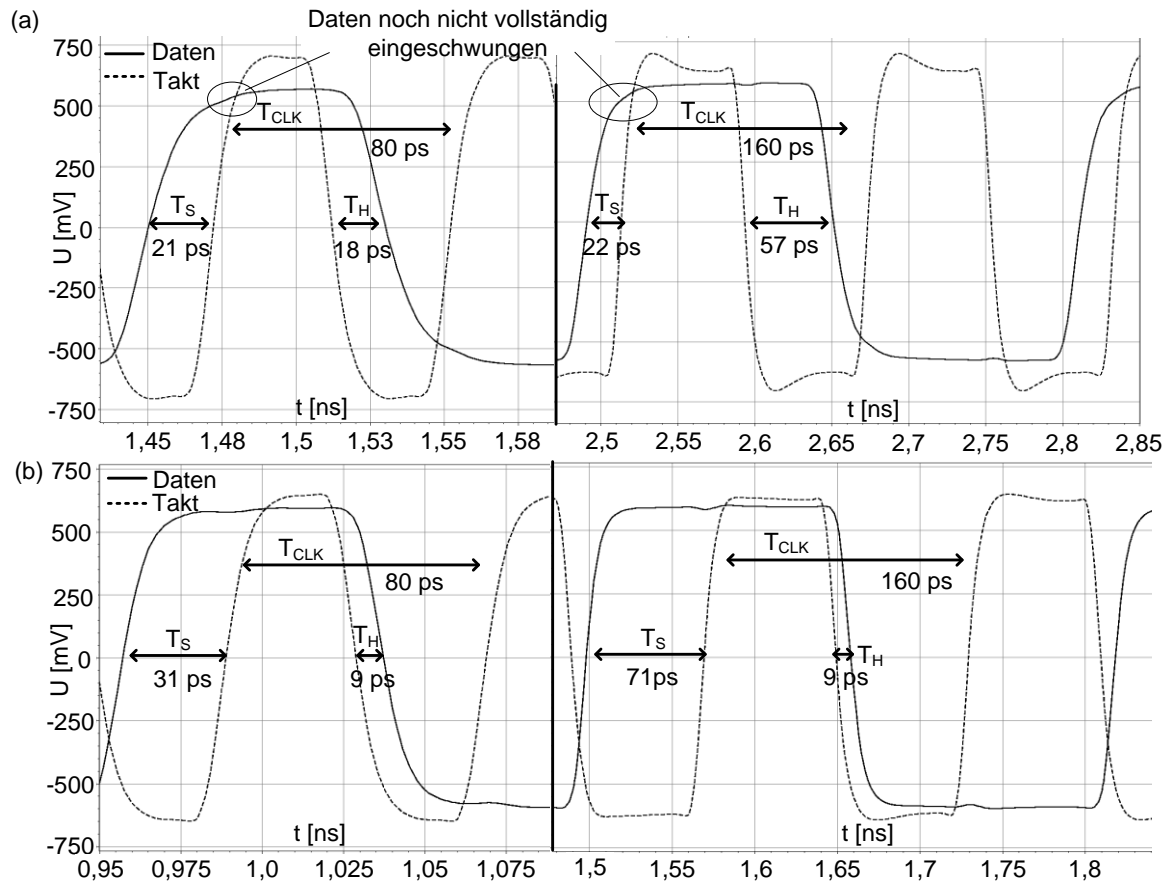 (a)
Daten noch nicht vollständig
eingeschwungen
750
500
250
0
-250
-500
-750
U [mV]
Daten
Takt
T_CLK
80 ps
T_S
21 ps
T_H
18 ps
T_CLK
160 ps
T_S
22 ps
T_H
57 ps
t [ns]
t [ns]
1,45 1,48 1,5 1,53 1,55 1,58 2,5 2,55 2,6 2,65 2,7 2,75 2,8 2,85
(b)
750
500
250
0
-250
-500
-750
U [mV]
Daten
Takt
T_CLK
80 ps
T_S
31 ps
T_H
9 ps
T_CLK
160 ps
T_S
71ps
T_H
9 ps
t [ns]
t [ns]
0,95 0,975 1,0 1,025 1,05 1,075 1,5 1,55 1,6 1,65 1,7 1,75 1,8